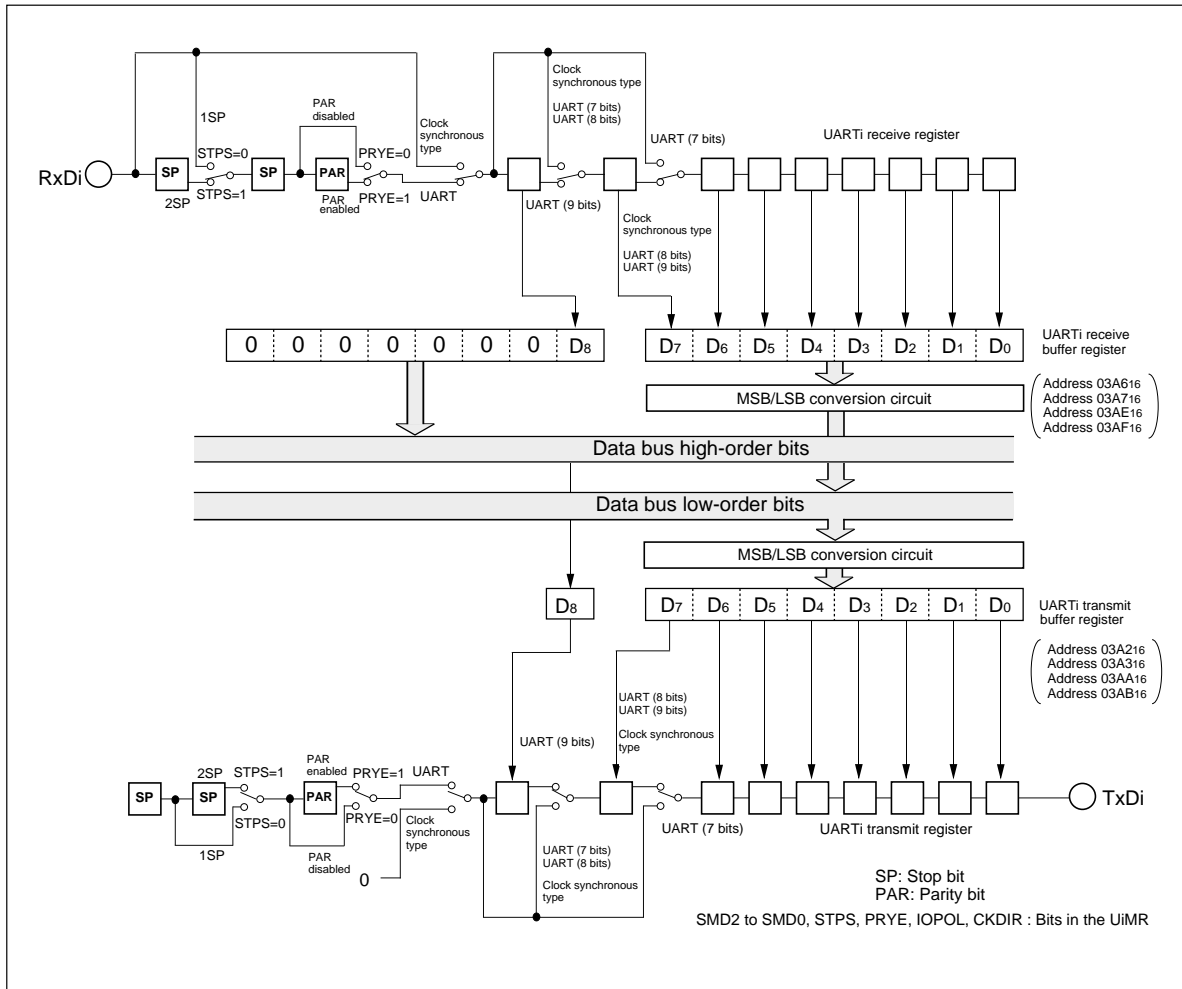 Clock
synchronous type
UART (7 bits)
UART (8 bits)
PAR
disabled
1SP
Clock
synchronous
type
UART (7 bits)
UARTi receive register
STPS=0
PRYE=0
RxDi
SP
SP
PAR
STPS=1
2SP
PAR
enabled
PRYE=1
UART
UART (9 bits)
Clock
synchronous type
UART (8 bits)
UART (9 bits)
0 0 0 0 0 0 0 D8
D7 D6 D5 D4 D3 D2 D1 D0
UARTi receive
buffer register
MSB/LSB conversion circuit
Address 03A616
Address 03A716
Address 03AE16
Address 03AF16
Data bus high-order bits
Data bus low-order bits
MSB/LSB conversion circuit
D8
D7 D6 D5 D4 D3 D2 D1 D0
UARTi transmit
buffer register
Address 03A216
Address 03A316
Address 03AA16
Address 03AB16
UART (8 bits)
UART (9 bits)
Clock synchronous
type
UART (9 bits)
2SP
STPS=1
PAR
enabled
PRYE=1
UART
SP
SP
PAR
TxDi
STPS=0
PRYE=0
Clock
synchronous
type
1SP
PAR
disabled
0
UART (7 bits)
UART (8 bits)
Clock synchronous
type
UART (7 bits)
UARTi transmit register
SP: Stop bit
PAR: Parity bit
SMD2 to SMD0, STPS, PRYE, IOPOL, CKDIR : Bits in the UiMR